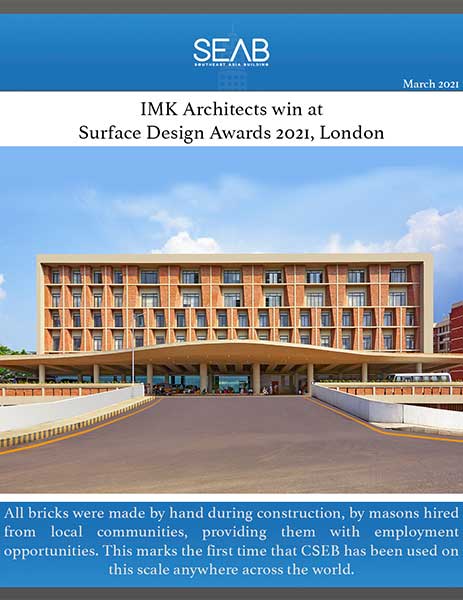 SEAB
SOUTHEAST ASIA BUILDING
March 2021
IMK Architects win at
Surface Design Awards 2021, London
All bricks were made by hand during construction, by masons hired
from local communities, providing them with employment
opportunities. This marks the first time that CSEB has been used on
this scale anywhere across the world.